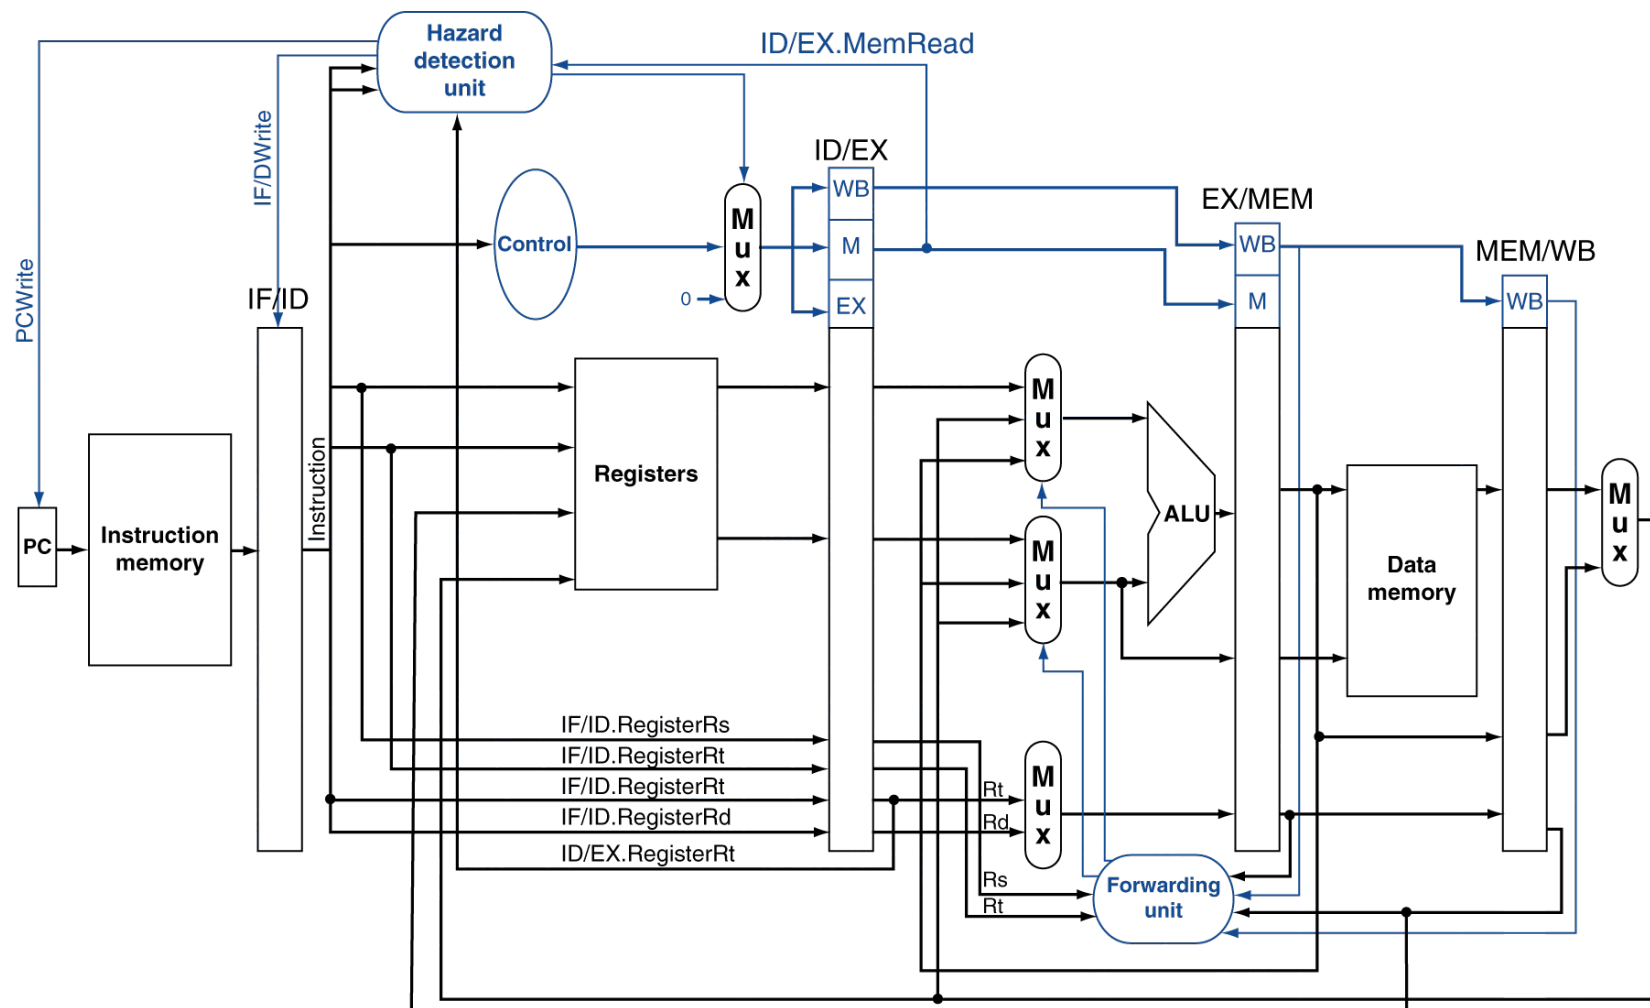 Hazard
detection
unit
ID/EX.MemRead
IF/DWrite
PCWrite
ID/EX
WB
M
EX
EX/MEM
WB
M
MEM/WB
WB
Control
M
u
x
0
IF/ID
Instruction
PC
Instruction
memory
Registers
M
u
x
M
u
x
ALU
Data
memory
M
u
x
IF/ID.RegisterRs
IF/ID.RegisterRt
IF/ID.RegisterRt
IF/ID.RegisterRd
ID/EX.RegisterRt
Rt
Rd
M
u
x
Rs
Rt
Forwarding
unit